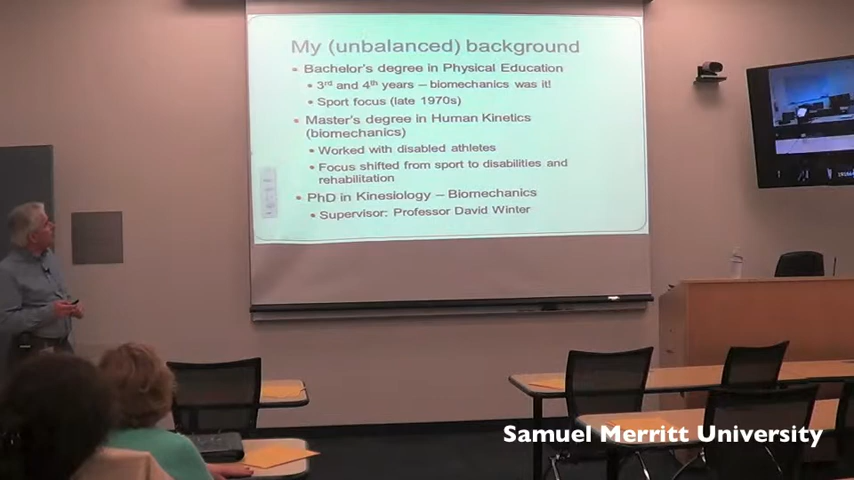 My (unbalanced) background
• Bachelor's degree in Physical Education
• 3rd and 4th years – biomechanics was it!
• Sport focus (late 1970s)
• Master's degree in Human Kinetics
(biomechanics)
• Worked with disabled athletes
• Focus shifted from sport to disabilities and
rehabilitation
• PhD in Kinesiology – Biomechanics
• Supervisor: Professor David Winter
Samuel Merritt University